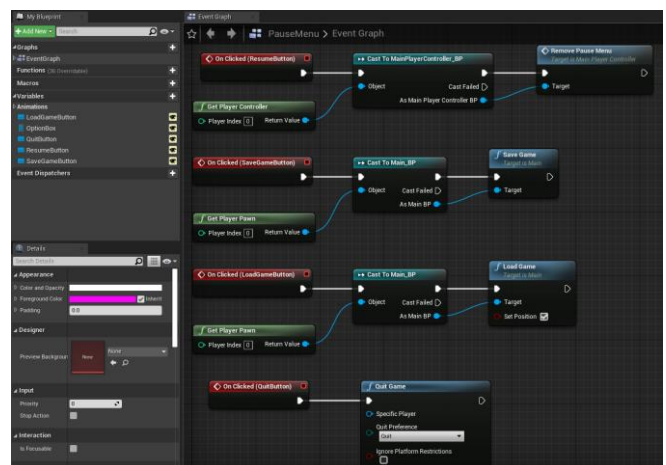 My Blueprint
+Add New
Search
Graphs
EventGraph
Functions (36 Overridable)
Macros
Variables
Animations
LoadGameButton
OptionBox
QuitButton
ResumeButton
SaveGameButton
Event Dispatchers
Details
Search Details
Appearance
Color and Opacity
Foreground Color
Inherit
Padding
0.0
Designer
Preview Background
None
None
Input
Priority
0
Stop Action
Interaction
Is Focusable
Event Graph
PauseMenu > Event Graph
On Clicked (ResumeButton)
Cast To MainPlayerController_BP
Object
Cast Failed
As Main Player Controller BP
Remove Pause Menu
Target is Main Player Controller
Target
Get Player Controller
Player Index 0
Return Value
On Clicked (SaveGameButton)
Cast To Main_BP
Object
Cast Failed
As Main BP
Save Game
Target is Main
Target
Get Player Pawn
Player Index 0
Return Value
On Clicked (LoadGameButton)
Cast To Main_BP
Object
Cast Failed
As Main BP
Load Game
Target is Main
Target
Set Position
Get Player Pawn
Player Index 0
Return Value
On Clicked (QuitButton)
Quit Game
Specific Player
Quit Preference
Quit
Ignore Platform Restrictions